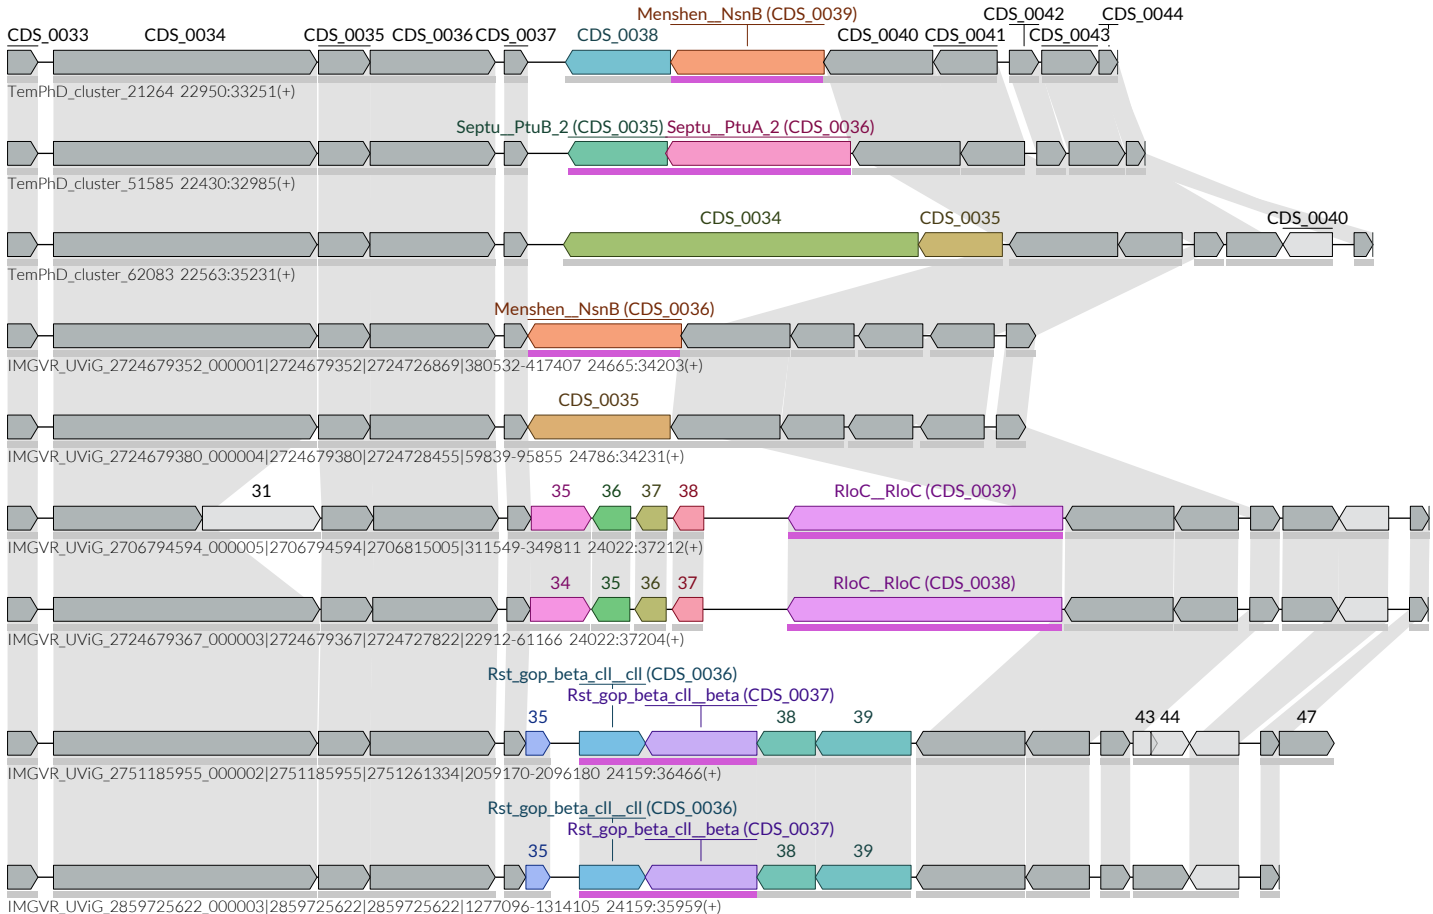 Menshen__NsnB (CDS_0039) CDS_0042 CDS_0044
CDS_0033 CDS_0034 CDS_0035 CDS_0036 CDS_0037 CDS_0038 CDS_0040 CDS_0041 CDS_0043
TemPhD_cluster_21264 22950:33251(+)
Septu__PtuB_2 (CDS_0035) Septu__PtuA_2 (CDS_0036)
TemPhD_cluster_51585 22430:32985(+)
CDS_0034 CDS_0035 CDS_0040
TemPhD_cluster_62083 22563:35231(+)
Menshen__NsnB (CDS_0036)
IMGVR_UViG_2724679352_000001|2724679352|2724726869|380532-417407 24665:34203(+)
CDS_0035
IMGVR_UViG_2724679380_000004|2724679380|2724728455|59839-95855 24786:34231(+)
31 35 36 37 38 RloC__RloC (CDS_0039)
IMGVR_UViG_2706794594_000005|2706794594|2706815005|311549-349811 24022:37212(+)
34 35 36 37 RloC__RloC (CDS_0038)
IMGVR_UViG_2724679367_000003|2724679367|2724727822|22912-61166 24022:37204(+)
Rst_gop_beta_cll__cll (CDS_0036)
Rst_gop_beta_cll__beta (CDS_0037)
35 38 39 43 44 47
IMGVR_UViG_2751185955_000002|2751185955|2751261334|2059170-2096180 24159:36466(+)
Rst_gop_beta_cll__cll (CDS_0036)
Rst_gop_beta_cll__beta (CDS_0037)
35 38 39
IMGVR_UViG_2859725622_000003|2859725622|2859725622|1277096-1314105 24159:35959(+)